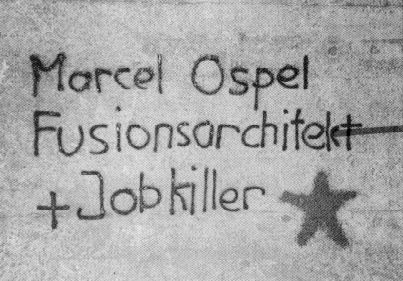 Marcel Ospel
Fusionsarchitekt
+ Jobkiller